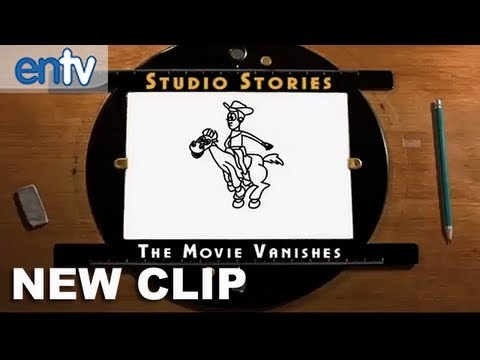 entv
STUDIO STORIES
THE MOVIE VANISHES
NEW CLIP